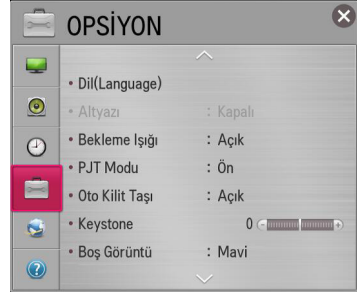 OPSİYON
• Dil(Language)
• Altyazı : Kapalı
• Bekleme Işığı : Açık
• PJT Modu : Ön
• Oto Kilit Taşı : Açık
• Keystone 0
• Boş Görüntü : Mavi